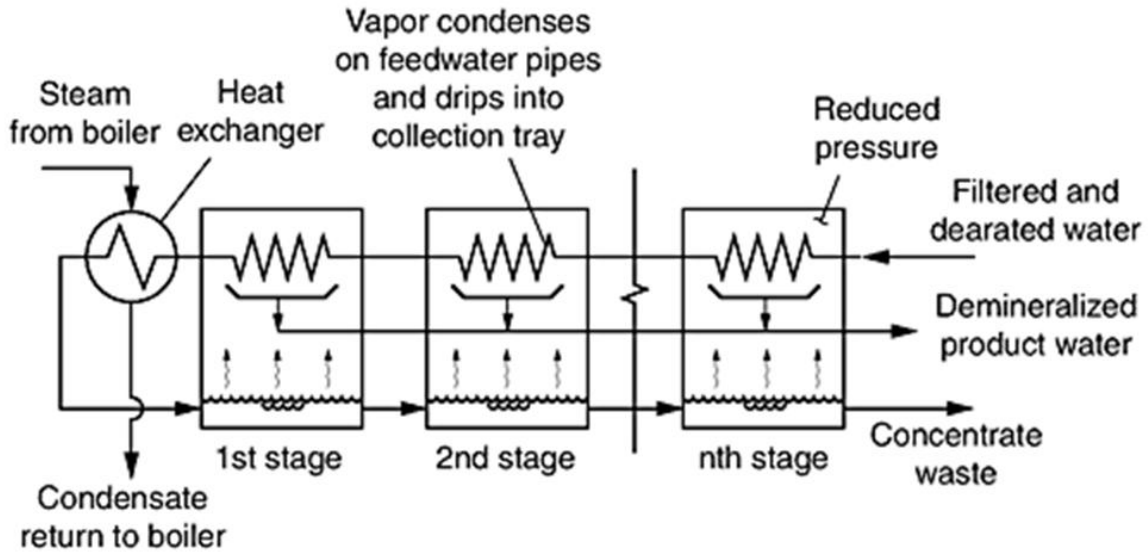 Vapor condenses
on feedwater pipes
and drips into
collection tray
Steam
from boiler
Heat
exchanger
Reduced
pressure
Filtered and
dearated water
Demineralized
product water
1st stage
2nd stage
nth stage
Concentrate
waste
Condensate
return to boiler